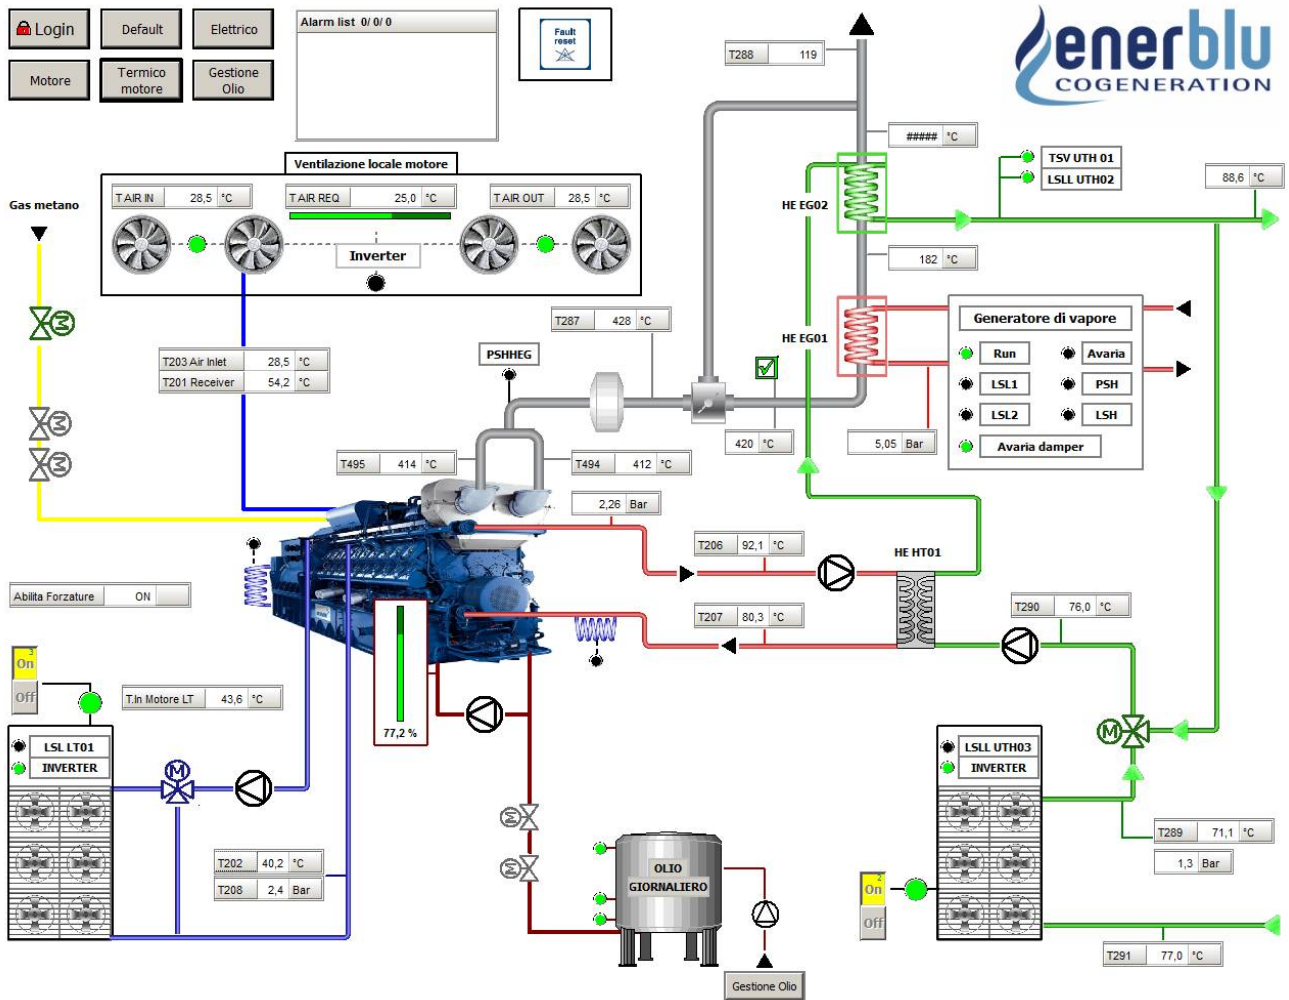 Login
Default
Elettrico
Motore
Termico
motore
Gestione
Olio
Alarm list 0/ 0/ 0
Fault
reset
enerblu
COGENERATION
T288 119
##### °C
TSV UTH 01
LSLL UTH02
88,6 °C
HE EG02
182 °C
Ventilazione locale motore
T AIR IN 28,5 °C
T AIR REQ 25,0 °C
T AIR OUT 28,5 °C
Inverter
Gas metano
M
M
M
T203 Air Inlet 28,5 °C
T201 Receiver 54,2 °C
T287 428 °C
PSHHEG
HE EG01
420 °C
5,05 Bar
Generatore di vapore
Run
Avaria
LSL1
PSH
LSL2
LSH
Avaria damper
T495 414 °C
T494 412 °C
2,26 Bar
T206 92,1 °C
HE HT01
T207 80,3 °C
T290 76,0 °C
Abilita Forzature ON
3
On
Off
T.In Motore LT 43,6 °C
77,2 %
LSL LT01
INVERTER
M
T202 40,2 °C
T208 2,4 Bar
M
M
OLIO
GIORNALIERO
Gestione Olio
M
LSLL UTH03
INVERTER
T289 71,1 °C
1,3 Bar
2
On
Off
T291 77,0 °C